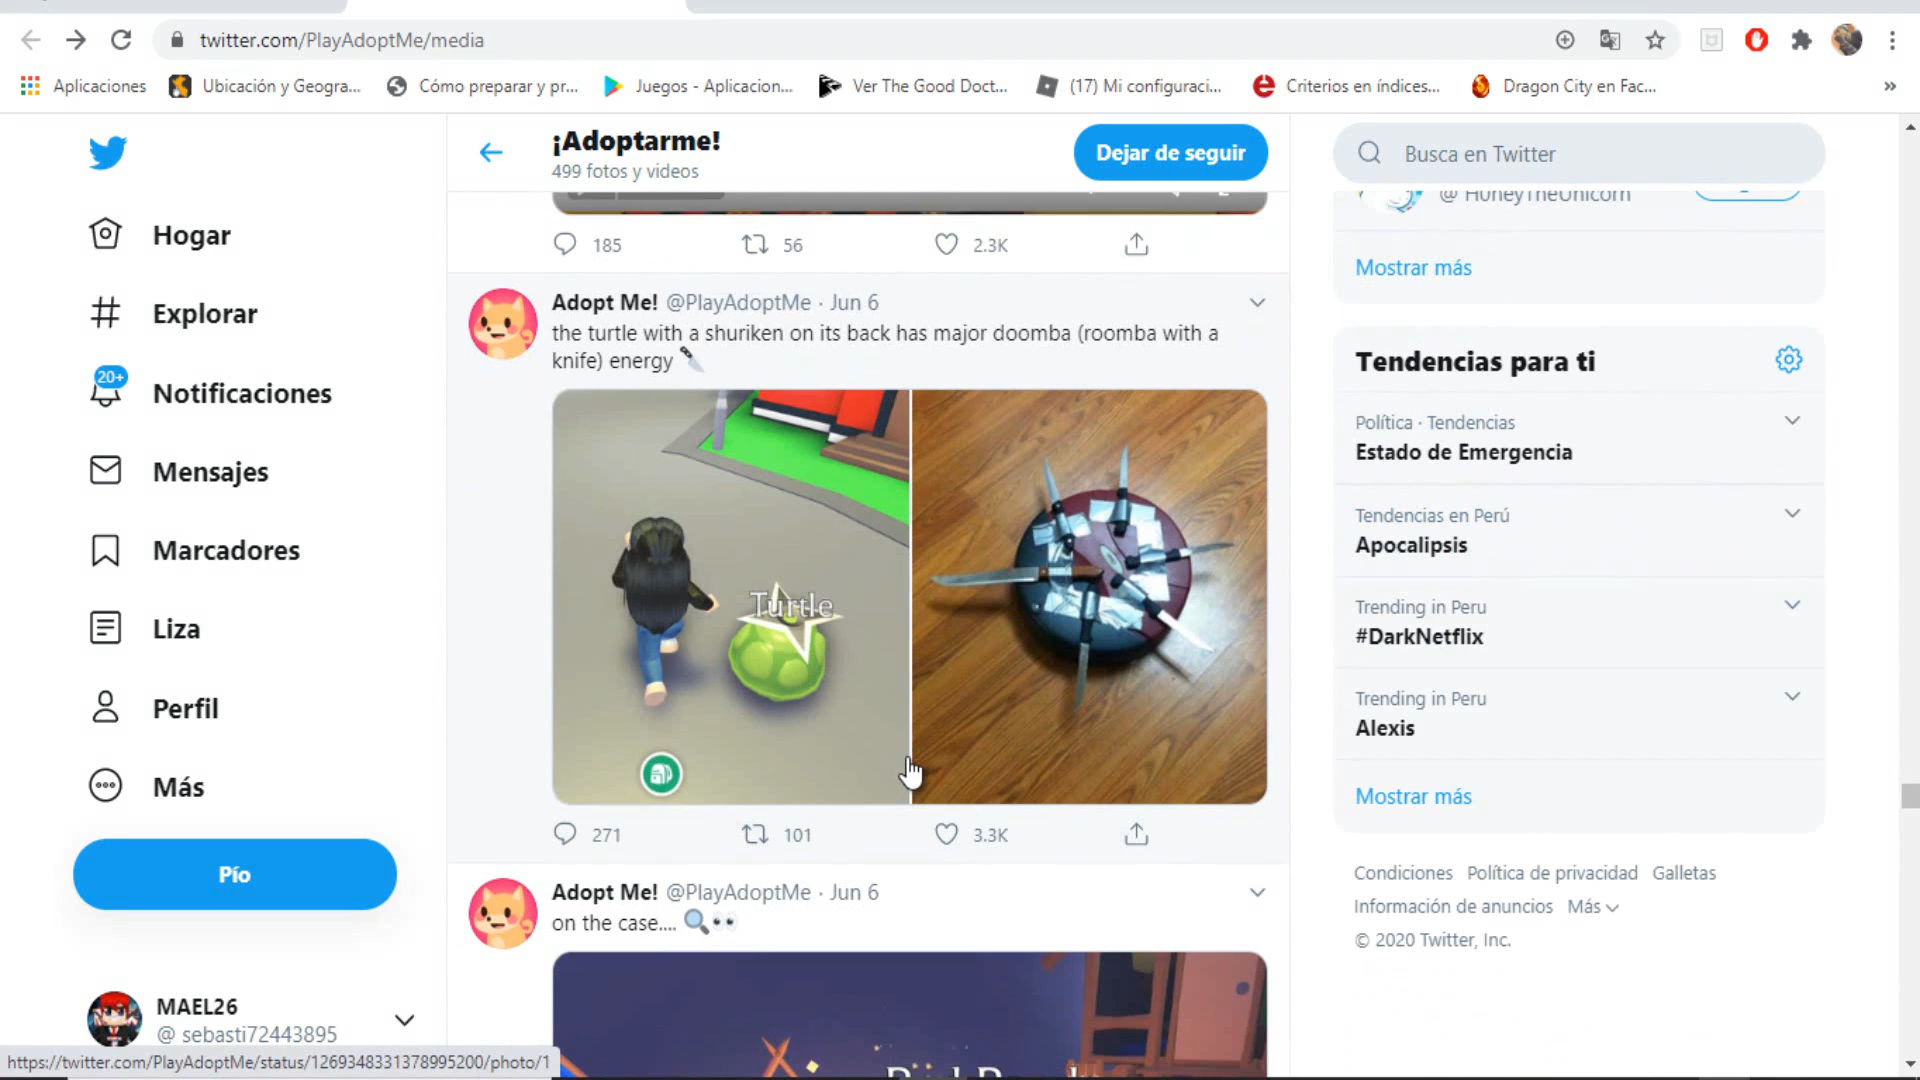 twitter.com/PlayAdoptMe/media
Aplicaciones
Ubicación y Geogra...
Cómo preparar y pr...
Juegos - Aplicacion...
Ver The Good Doct...
(17) Mi configuraci...
Criterios en índices...
Dragon City en Fac...
»
Hogar
Explorar
20+
Notificaciones
Mensajes
Marcadores
Liza
Perfil
Más
Pío
MAEL26
@ sebasti72443895
https://twitter.com/PlayAdoptMe/status/1269348331378995200/photo/1
¡Adoptarme!
499 fotos y videos
Dejar de seguir
185 56 2.3K
Adopt Me! @PlayAdoptMe · Jun 6
the turtle with a shuriken on its back has major doomba (roomba with a
knife) energy
Turtle
271 101 3.3K
Adopt Me! @PlayAdoptMe · Jun 6
on the case....
Busca en Twitter
@ HoneyTheUnicorn
Mostrar más
Tendencias para ti
Política · Tendencias
Estado de Emergencia
Tendencias en Perú
Apocalipsis
Trending in Peru
#DarkNetflix
Trending in Peru
Alexis
Mostrar más
Condiciones Política de privacidad Galletas
Información de anuncios Más
© 2020 Twitter, Inc.